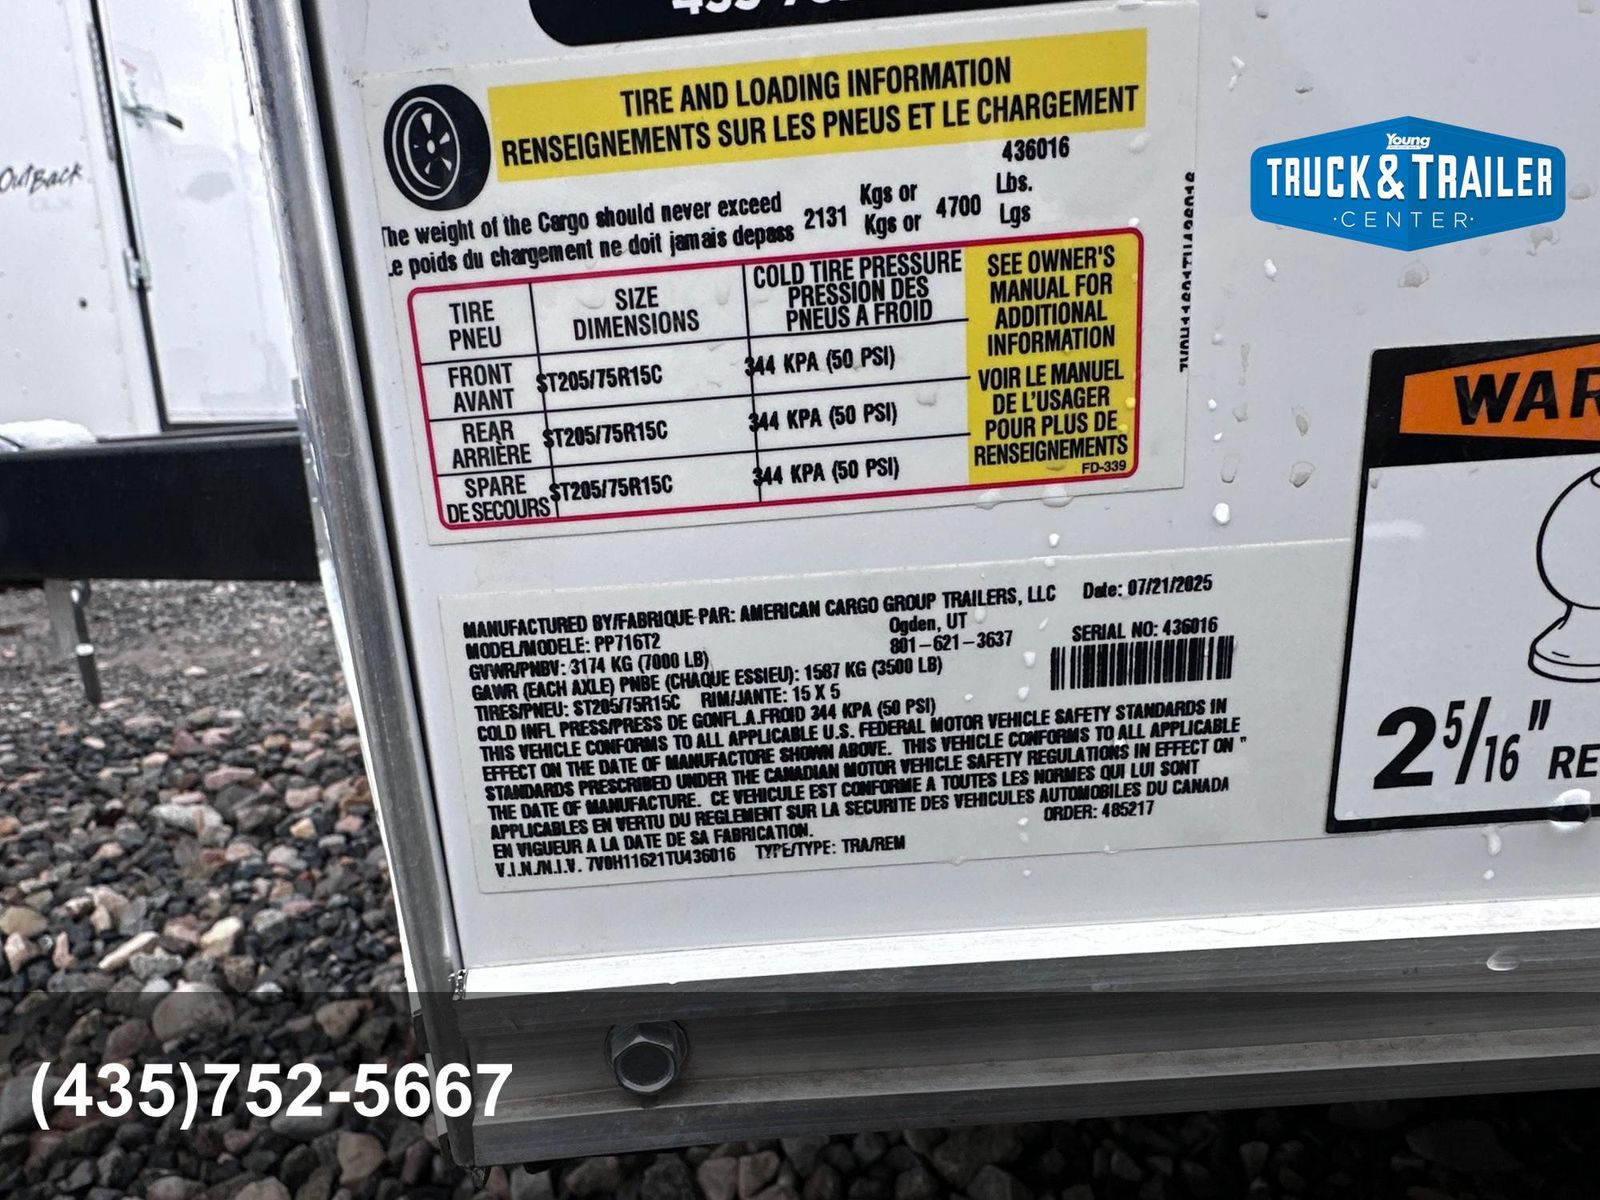 TIRE AND LOADING INFORMATION
RENSEIGNEMENTS SUR LES PNEUS ET LE CHARGEMENT
436016
The weight of the Cargo should never exceed 2131 Kgs or 4700 Lbs.
Le poids du chargement ne doit jamais depass Kgs or Lgs
TIRE
PNEU
SIZE
DIMENSIONS
COLD TIRE PRESSURE
PRESSION DES
PNEUS A FROID
SEE OWNER'S
MANUAL FOR
ADDITIONAL
INFORMATION
VOIR LE MANUEL
DE L'USAGER
POUR PLUS DE
RENSEIGNEMENTS
FD-339
FRONT
AVANT
ST205/75R15C
344 KPA (50 PSI)
REAR
ARRIÈRE
ST205/75R15C
344 KPA (50 PSI)
SPARE
DE SECOURS
ST205/75R15C
344 KPA (50 PSI)
MANUFACTURED BY/FABRIQUE PAR: AMERICAN CARGO GROUP TRAILERS, LLC Date: 07/21/2025
Ogden, UT
MODEL/MODELE: PP716T2 801-621-3637 SERIAL NO: 436016
GVWR/PNBV: 3174 KG (7000 LB)
GAWR (EACH AXLE) PNBE (CHAQUE ESSIEU): 1587 KG (3500 LB)
TIRES/PNEU: ST205/75R15C RIM/JANTE: 15 X 5
COLD INFL PRESS/PRESS DE GONFL.A.FROID 344 KPA (50 PSI)
THIS VEHICLE CONFORMS TO ALL APPLICABLE U.S. FEDERAL MOTOR VEHICLE SAFETY STANDARDS IN
EFFECT ON THE DATE OF MANUFACTORE SHOWN ABOVE. THIS VEHICLE CONFORMS TO ALL APPLICABLE
STANDARDS PRESCRIBED UNDER THE CANADIAN MOTOR VEHICLE SAFETY REGULATIONS IN EFFECT ON "
THE DATE OF MANUFACTURE. CE VEHICULE EST CONFORME A TOUTES LES NORMES QUI LUI SONT
APPLICABLES EN VERTU DU REGLEMENT SUR LA SECURITE DES VEHICULES AUTOMOBILES DU CANADA
EN VIGUEUR A LA DATE DE SA FABRICATION. ORDER: 485217
V.I.N./N.I.V. 7V0H11621TU436016 TYPE/TYPE: TRA/REM
OutBack
Young
TRUCK & TRAILER
·CENTER·
WAR
2 5/16" RE
(435)752-5667